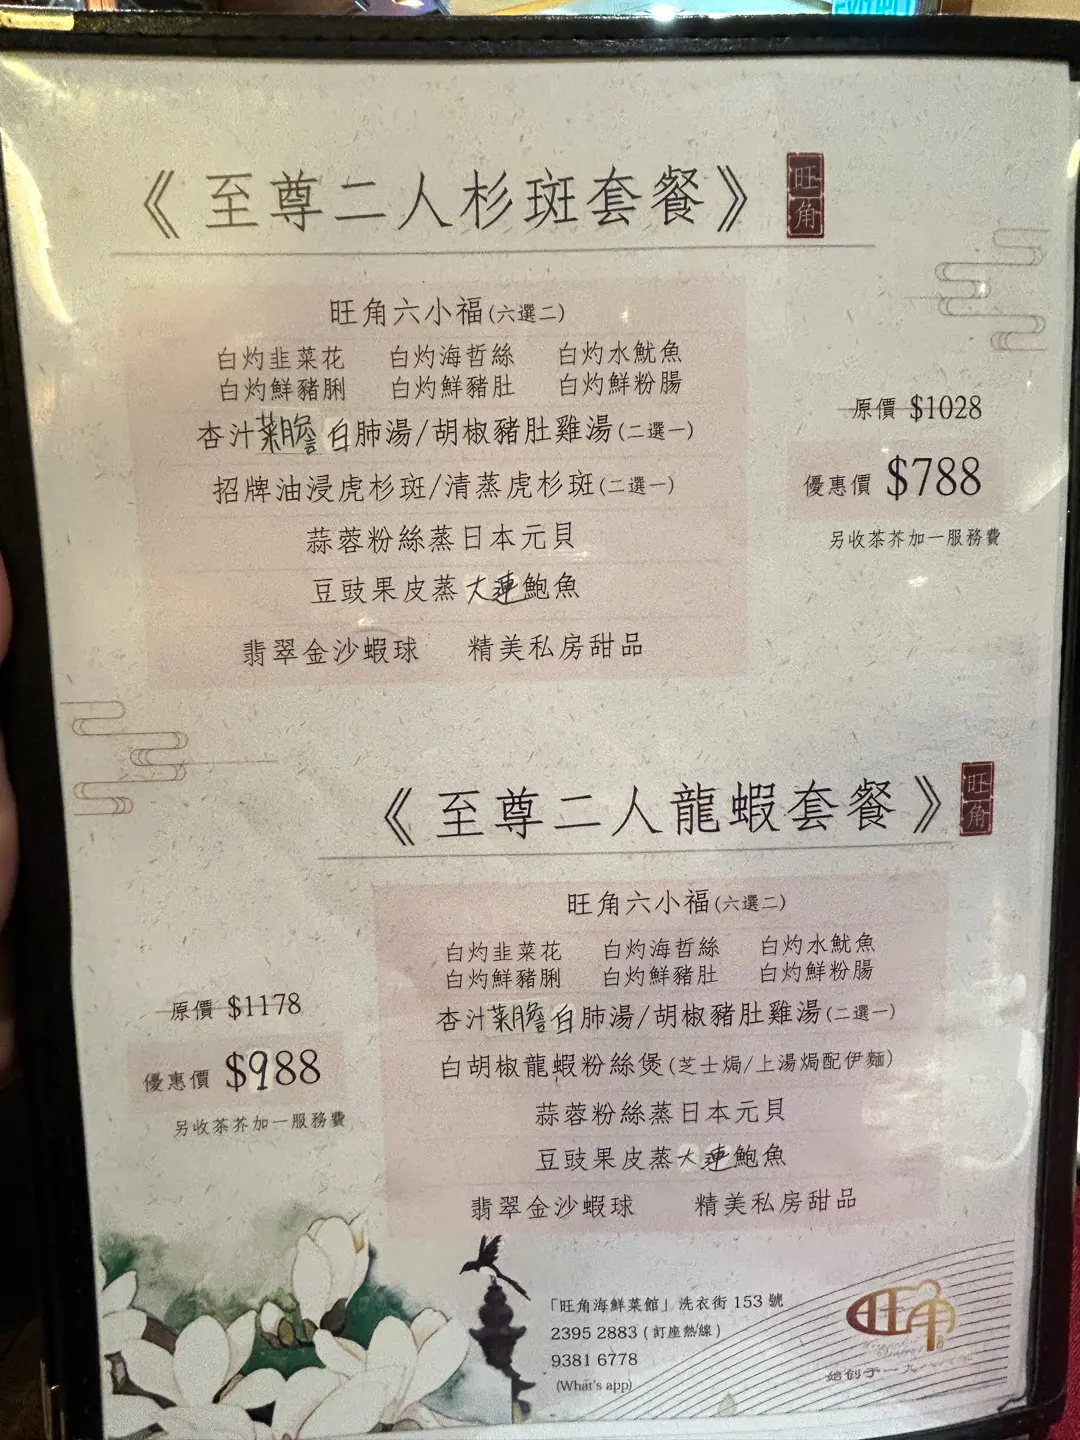 《至尊二人杉斑套餐》 旺角
旺角六小福(六選二)
白灼韭菜花 白灼海哲絲 白灼水魷魚
白灼鮮豬脷 白灼鮮豬肚 白灼鮮粉腸
杏汁菜膽白肺湯/胡椒豬肚雞湯(二選一)
招牌油浸虎杉斑/清蒸虎杉斑(二選一)
蒜蓉粉絲蒸日本元貝
豆豉果皮蒸大連鮑魚
翡翠金沙蝦球 精美私房甜品
原價 $1028
優惠價 $788
另收茶芥加一服務費
《至尊二人龍蝦套餐》 旺角
旺角六小福(六選二)
白灼韭菜花 白灼海哲絲 白灼水魷魚
白灼鮮豬脷 白灼鮮豬肚 白灼鮮粉腸
杏汁菜膽白肺湯/胡椒豬肚雞湯(二選一)
白胡椒龍蝦粉絲煲(芝士焗/上湯焗配伊麵)
蒜蓉粉絲蒸日本元貝
豆豉果皮蒸大連鮑魚
翡翠金沙蝦球 精美私房甜品
原價 $1178
優惠價 $988
另收茶芥加一服務費
「旺角海鮮菜館」洗衣街 153 號
2395 2883 (訂座熱線)
9381 6778
(What's app)
旺角
始創于一九